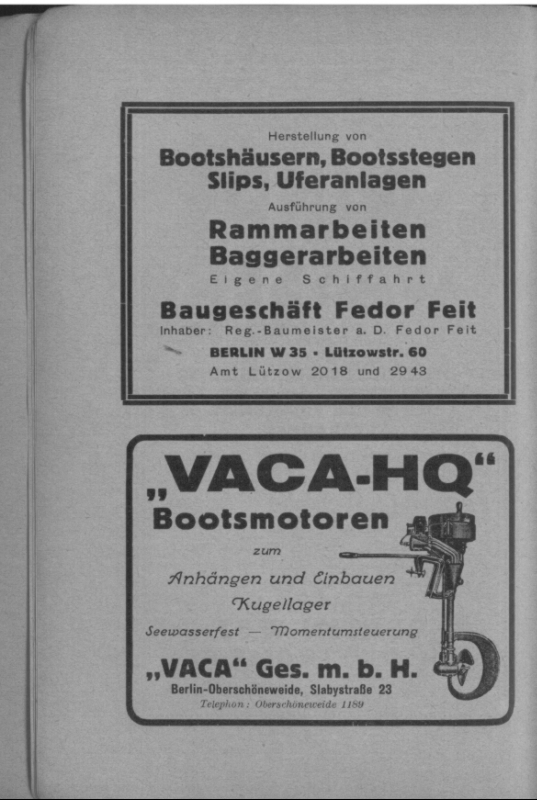 Herstellung von
Bootshäusern, Bootsstegen
Slips, Uferanlagen
Ausführung von
Rammarbeiten
Baggerarbeiten
Eigene Schiffahrt
Baugeschäft Fedor Feit
Inhaber: Reg.-Baumeister a. D. Fedor Feit
BERLIN W 35 • Lützowstr. 60
Amt Lützow 2018 und 2943
„VACA-HQ“
Bootsmotoren
zum
Anhängen und Einbauen
Kugellager
Seewasserfest — Momentumsteuerung
„VACA“ Ges. m. b. H.
Berlin-Oberschöneweide, Slabystraße 23
Telephon: Oberschöneweide 1189